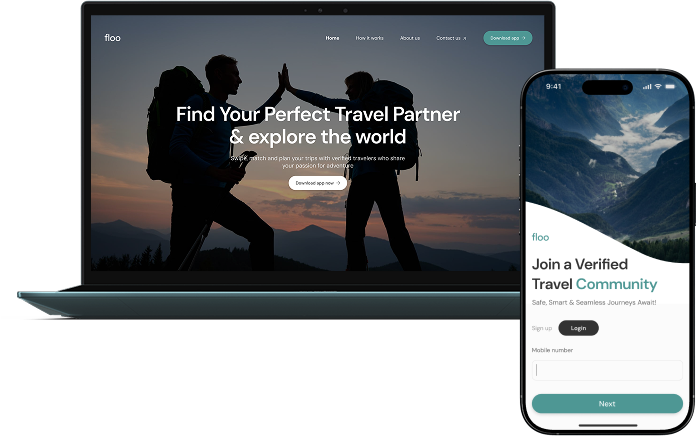 floo
Home
How it works
About us
Contact us
Download app
Find Your Perfect Travel Partner
& explore the world
Swipe, match and plan your trips with verified travelers who share
your passion for adventure
Download app now
9:41
floo
Join a Verified
Travel Community
Safe, Smart & Seamless Journeys Await!
Sign up
Login
Mobile number
Next